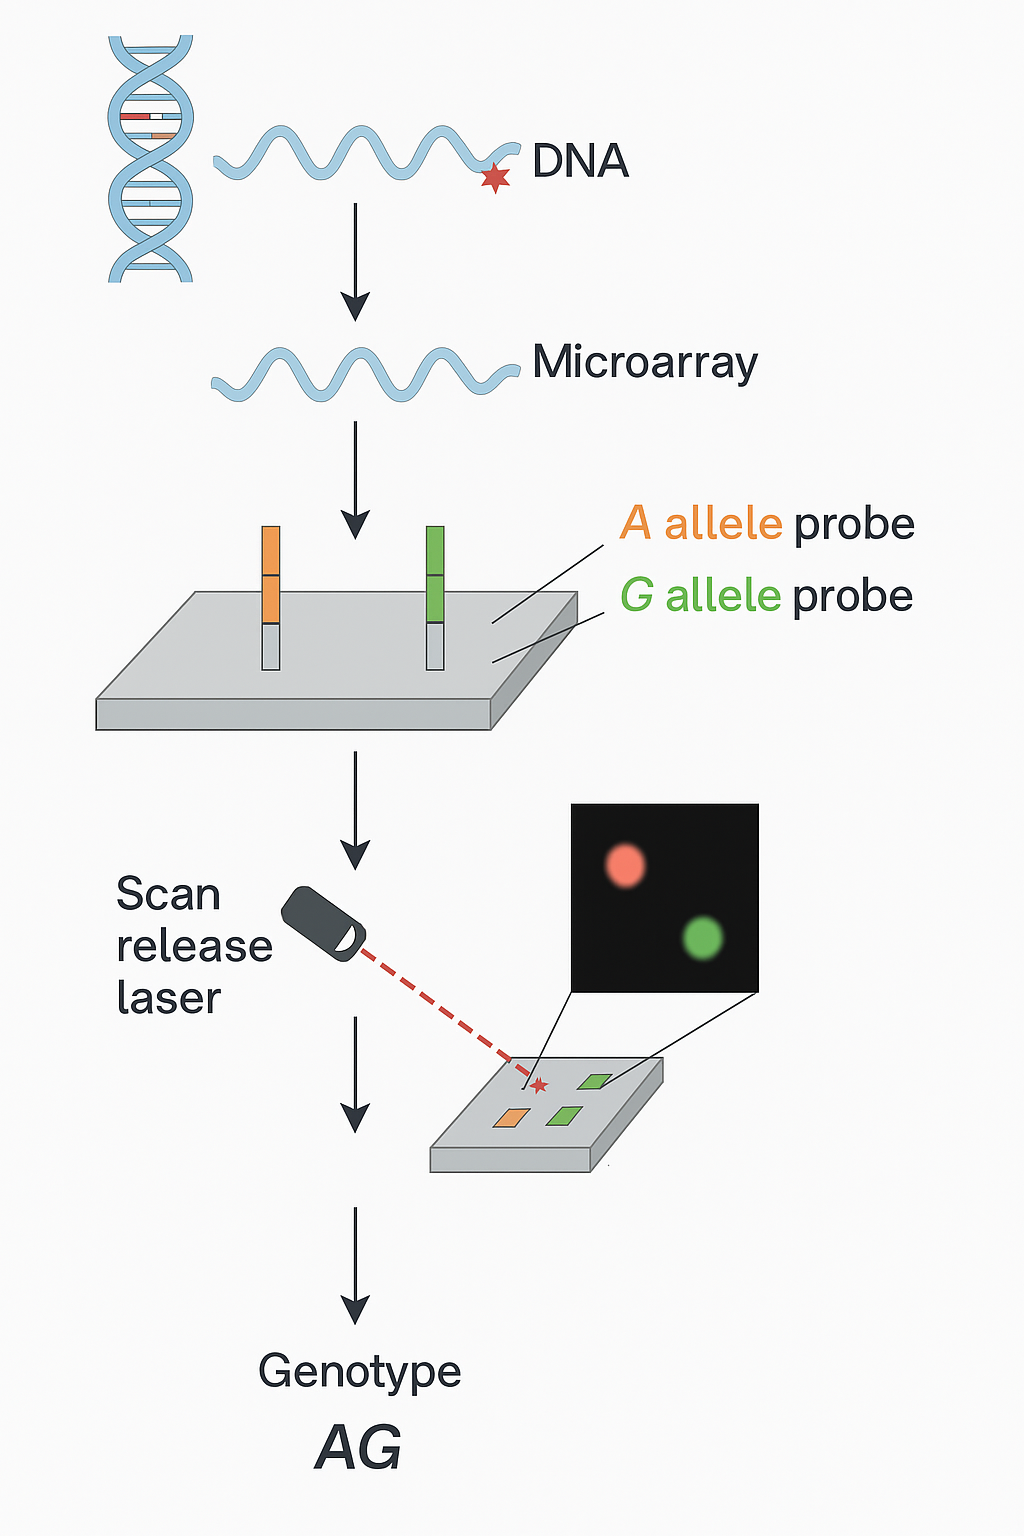 DNA
Microarray
A allele probe
G allele probe
Scan
release
laser
Genotype
AG